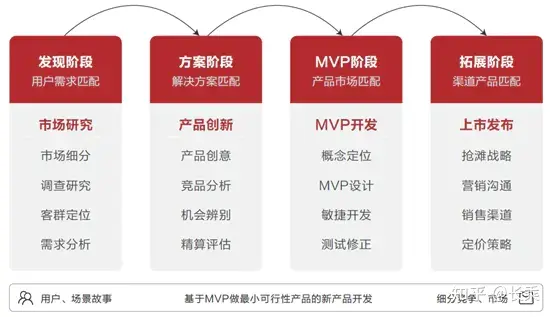 发现阶段
用户需求匹配
市场研究
市场细分
调查研究
客群定位
需求分析
方案阶段
解决方案匹配
产品创新
产品创意
竞品分析
机会辨别
精算评估
MVP阶段
产品市场匹配
MVP开发
概念定位
MVP设计
敏捷开发
测试修正
拓展阶段
渠道产品匹配
上市发布
抢滩战略
营销沟通
销售渠道
定价策略
用户、场景故事
基于MVP做最小可行性产品的新产品开发
细分竞争、市场
知乎 @长乘